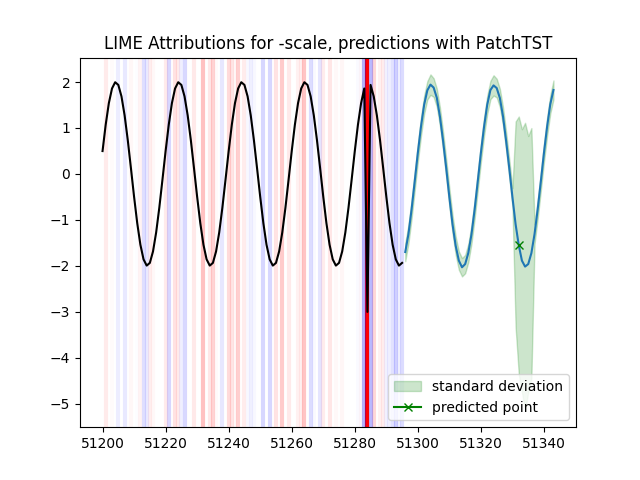 LIME Attributions for -scale, predictions with PatchTST
2
1
0
−1
−2
−3
−4
−5
standard deviation
predicted point
51200 51220 51240 51260 51280 51300 51320 51340